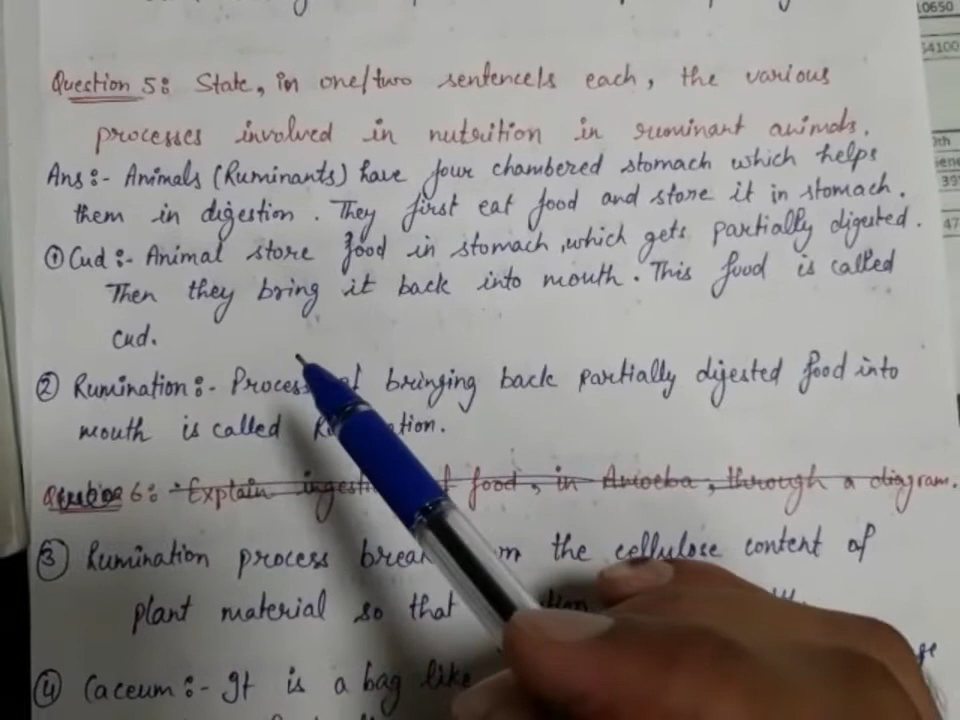 10650
54100
Question 5: State, in one/two sentence/s each, the various
processes involved in nutrition in ruminant animals.
Ans:- Animals (Ruminants) have four chambered stomach which helps
them in digestion. They first eat food and store it in stomach.
① Cud:- Animal store food in stomach, which gets partially digested.
Then they bring it back into mouth. This food is called
cud.
② Rumination:- Process bringing back partially digested food into
mouth is called
Question 6: Explain food, in Amoeba, through a diagram.
③ Rumination process the cellulose content of
plant material so that
④ Caceum:- It is a bag like